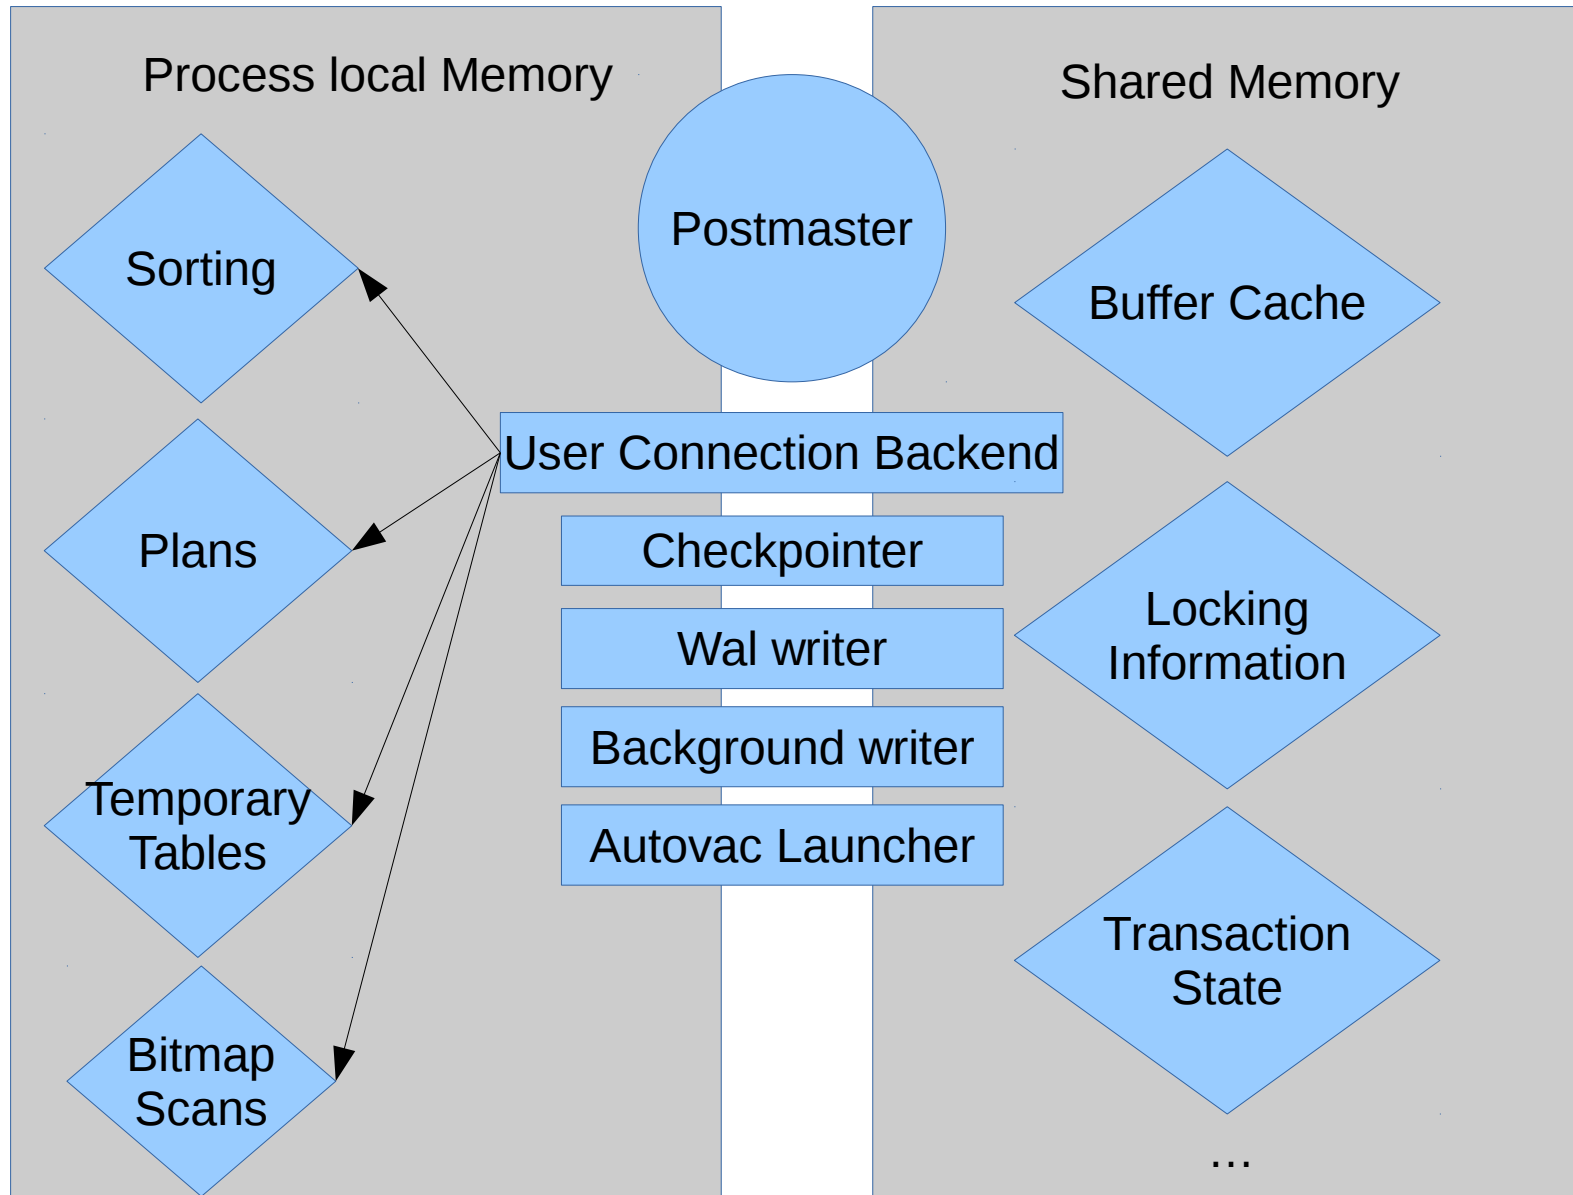 Process local Memory
Shared Memory
Postmaster
Sorting
Buffer Cache
User Connection Backend
Plans
Checkpointer
Locking
Information
Wal writer
Background writer
Temporary
Tables
Autovac Launcher
Transaction
State
Bitmap
Scans
...